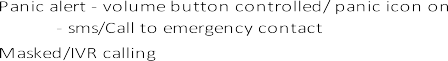 Panic alert - volume button controlled/ panic icon on
- sms/Call to emergency contact
Masked/IVR calling